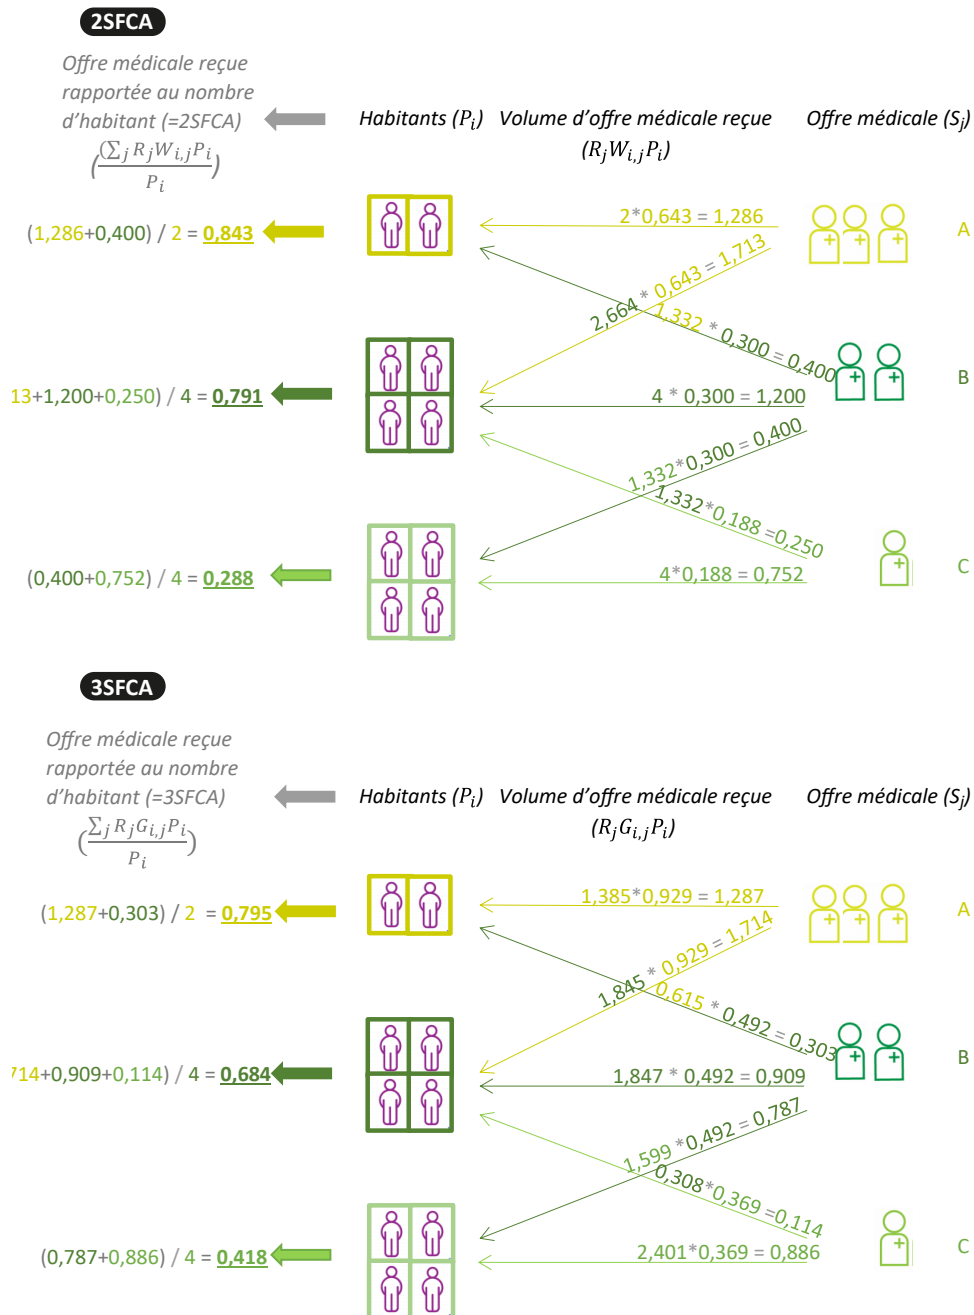 2SFCA
Offre médicale reçue
rapportée au nombre
d'habitant (=2SFCA)
(∑j RjWi,jPi / Pi)
Habitants (Pi)
Volume d'offre médicale reçue
(RjWi,jPi)
Offre médicale (Sj)
(1,286+0,400) / 2 = 0,843
2*0,643 = 1,286
A
2,664 * 0,643 = 1,713
1,332 * 0,300 = 0,400
13+1,200+0,250) / 4 = 0,791
4 * 0,300 = 1,200
B
1,332*0,300 = 0,400
1,332*0,188 =0,250
(0,400+0,752) / 4 = 0,288
4*0,188 = 0,752
C
3SFCA
Offre médicale reçue
rapportée au nombre
d'habitant (=3SFCA)
(∑j RjGi,jPi / Pi)
Habitants (Pi)
Volume d'offre médicale reçue
(RjGi,jPi)
Offre médicale (Sj)
(1,287+0,303) / 2 = 0,795
1,385*0,929 = 1,287
A
1,845 * 0,929 = 1,714
0,615 * 0,492 = 0,303
714+0,909+0,114) / 4 = 0,684
1,847 * 0,492 = 0,909
B
1,599 *0,492 = 0,787
0,308*0,369 =0,114
(0,787+0,886) / 4 = 0,418
2,401*0,369 = 0,886
C